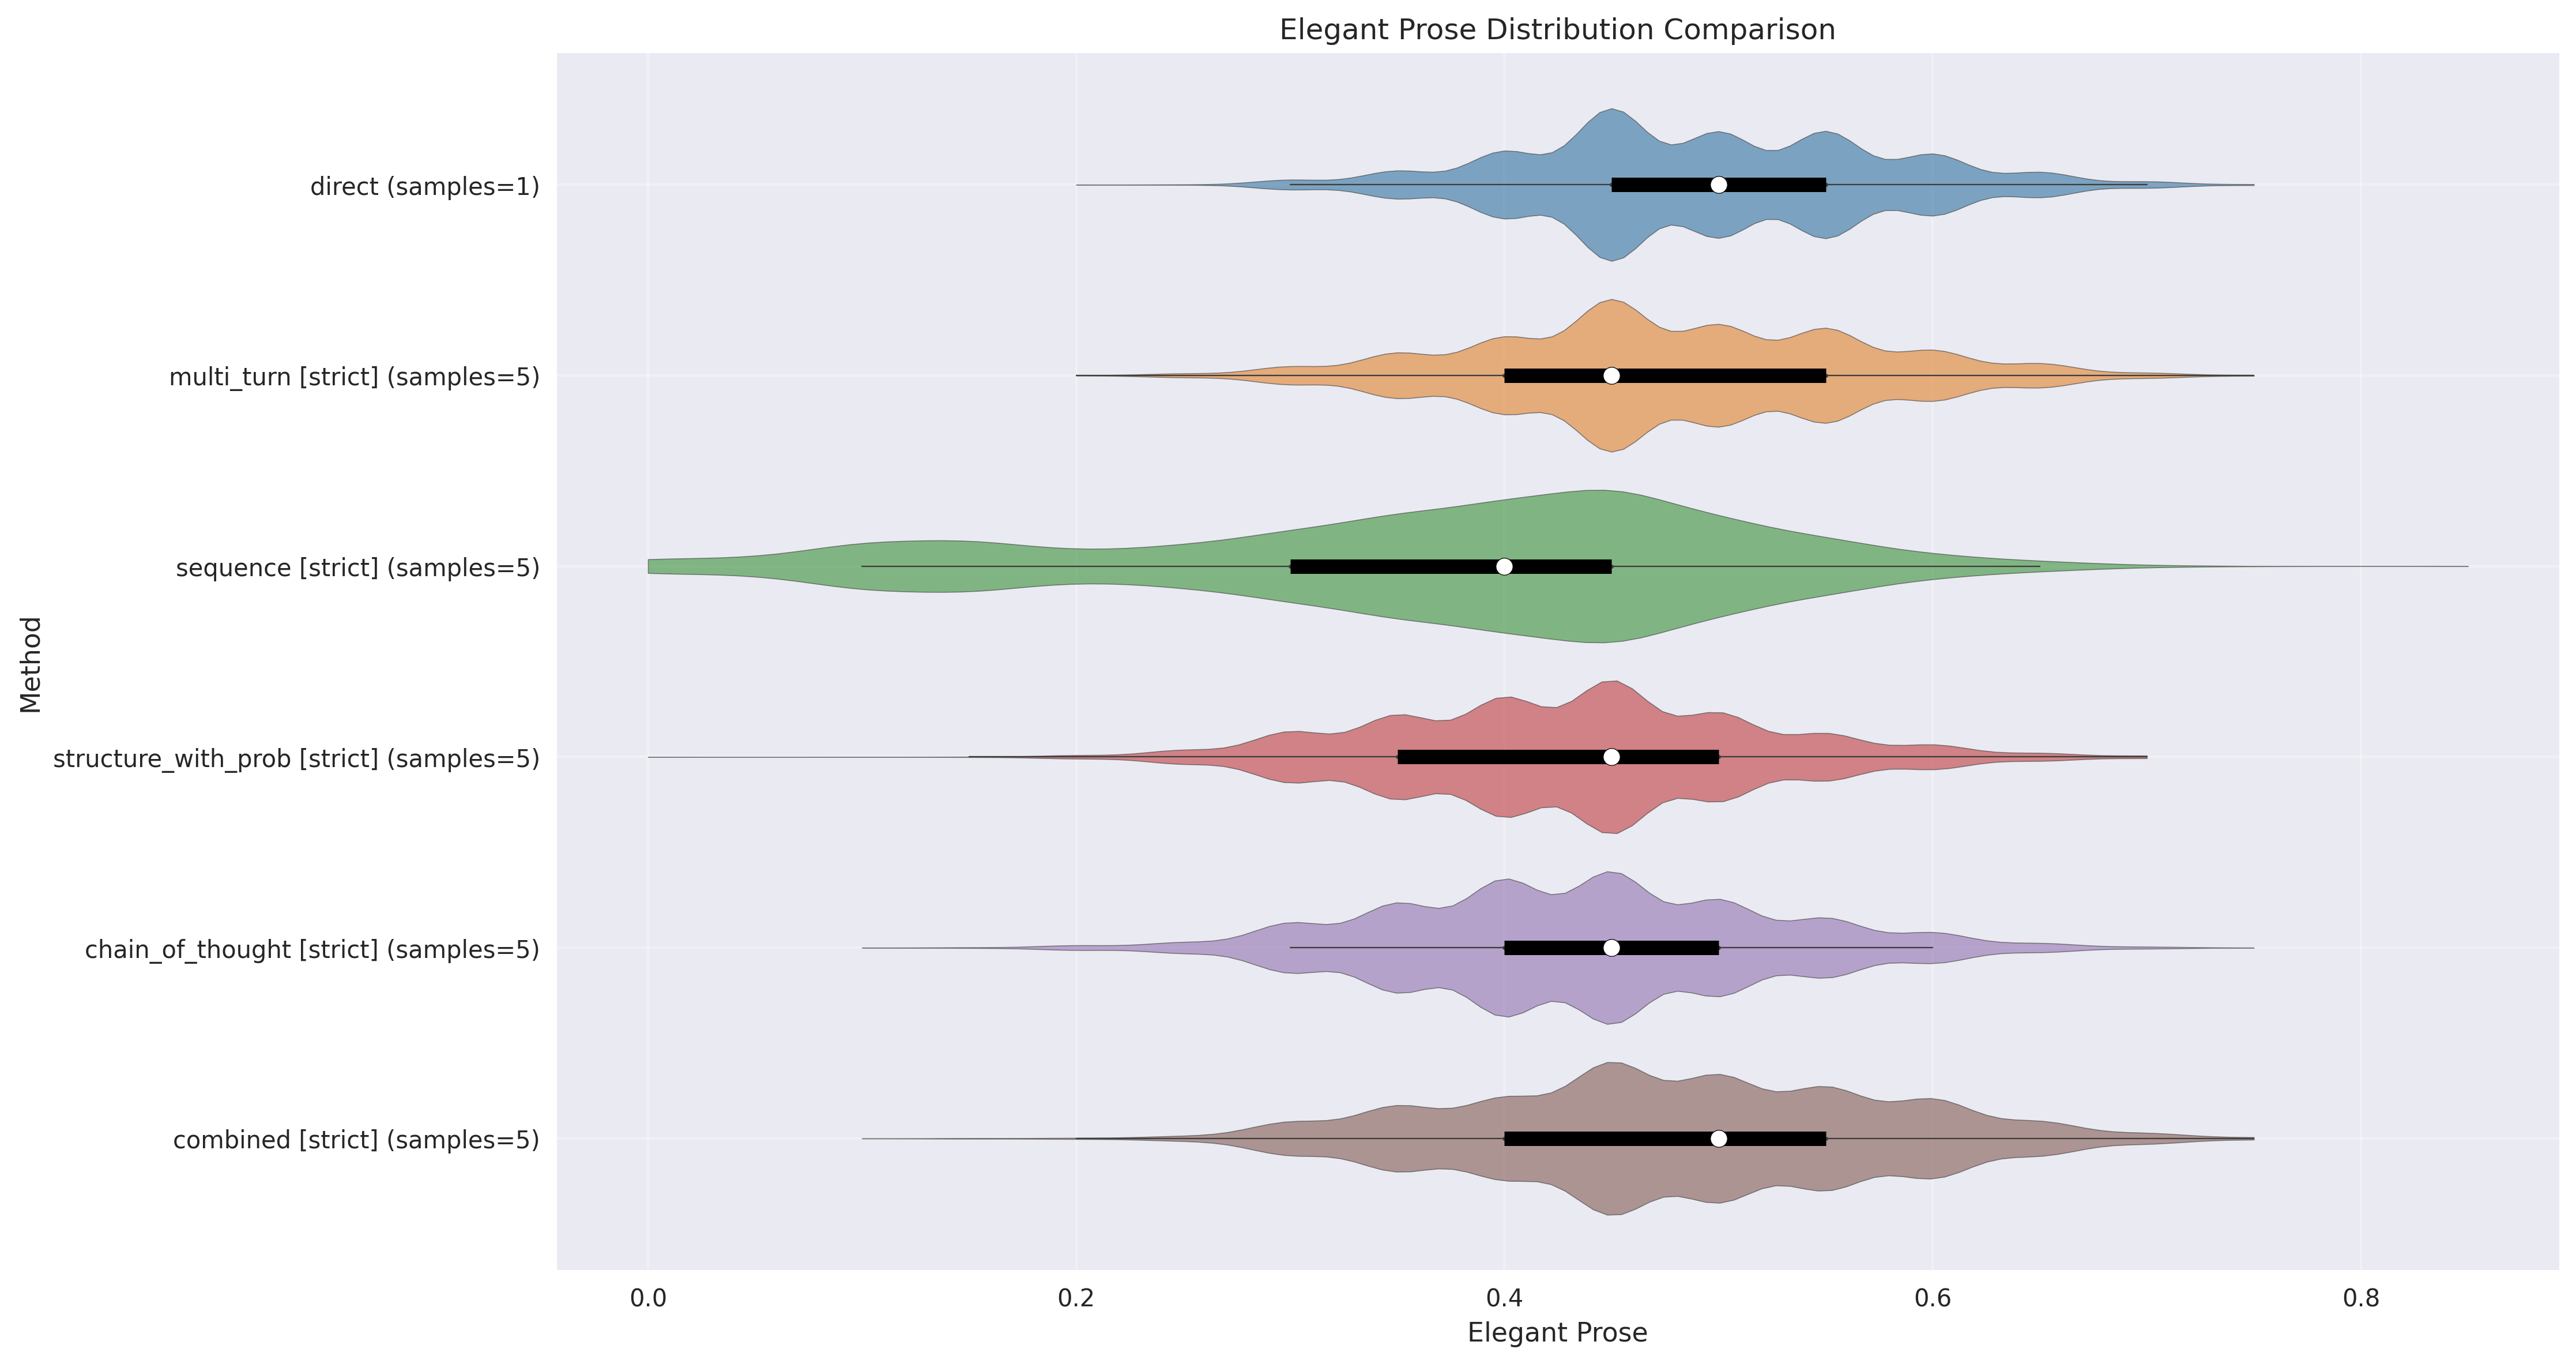 Elegant Prose Distribution Comparison
direct (samples=1)
multi_turn [strict] (samples=5)
sequence [strict] (samples=5)
structure_with_prob [strict] (samples=5)
chain_of_thought [strict] (samples=5)
combined [strict] (samples=5)
Method
0.0 0.2 0.4 0.6 0.8
Elegant Prose